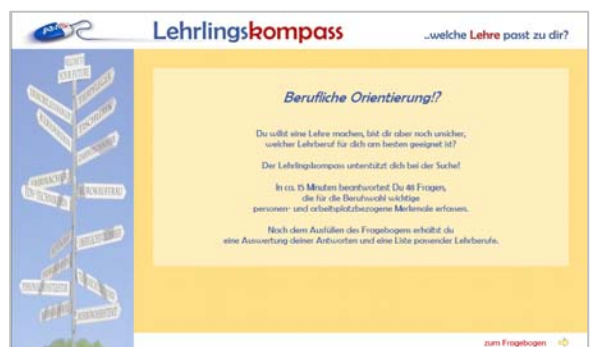 AMS
Lehrlingskompass
...welche Lehre passt zu dir?
Berufliche Orientierung!?
Du willst eine Lehre machen, bist dir aber noch unsicher,
welcher Lehrberuf für dich am besten geeignet ist?
Der Lehrlingskompass unterstützt dich bei der Suche!
In ca. 15 Minuten beantwortest Du 48 Fragen,
die für die Berufswahl wichtige
personen- und arbeitsplatzbezogene Merkmale erfassen.
Nach dem Ausfüllen des Fragebogens erhältst du
eine Auswertung deiner Antworten und eine Liste passender Lehrberufe.
TISCHLEREI
BÜROKAUFFRAU
zum Fragebogen